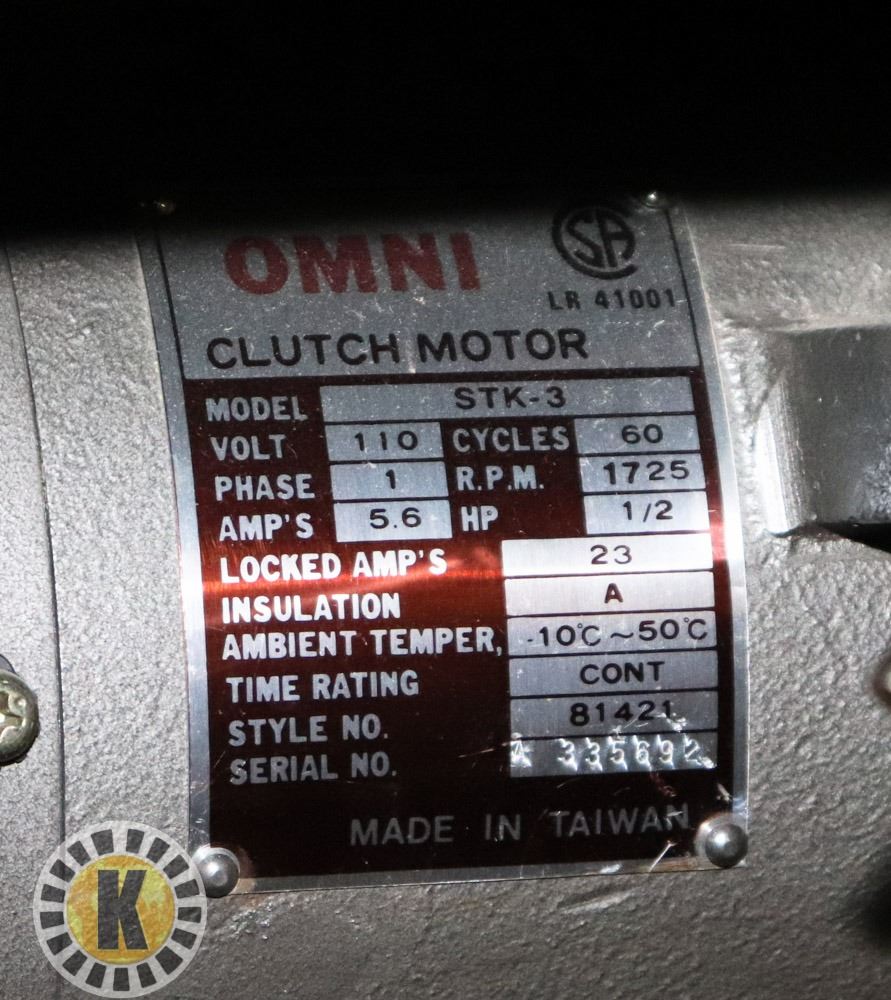 OMNI
SA
LR 41001
CLUTCH MOTOR
MODEL STK-3
VOLT 110 CYCLES 60
PHASE 1 R.P.M. 1725
AMP'S 5.6 HP 1/2
LOCKED AMP'S 23
INSULATION A
AMBIENT TEMPER, -10℃~50℃
TIME RATING CONT
STYLE NO. 81421
SERIAL NO. A 335692
MADE IN TAIWAN
K